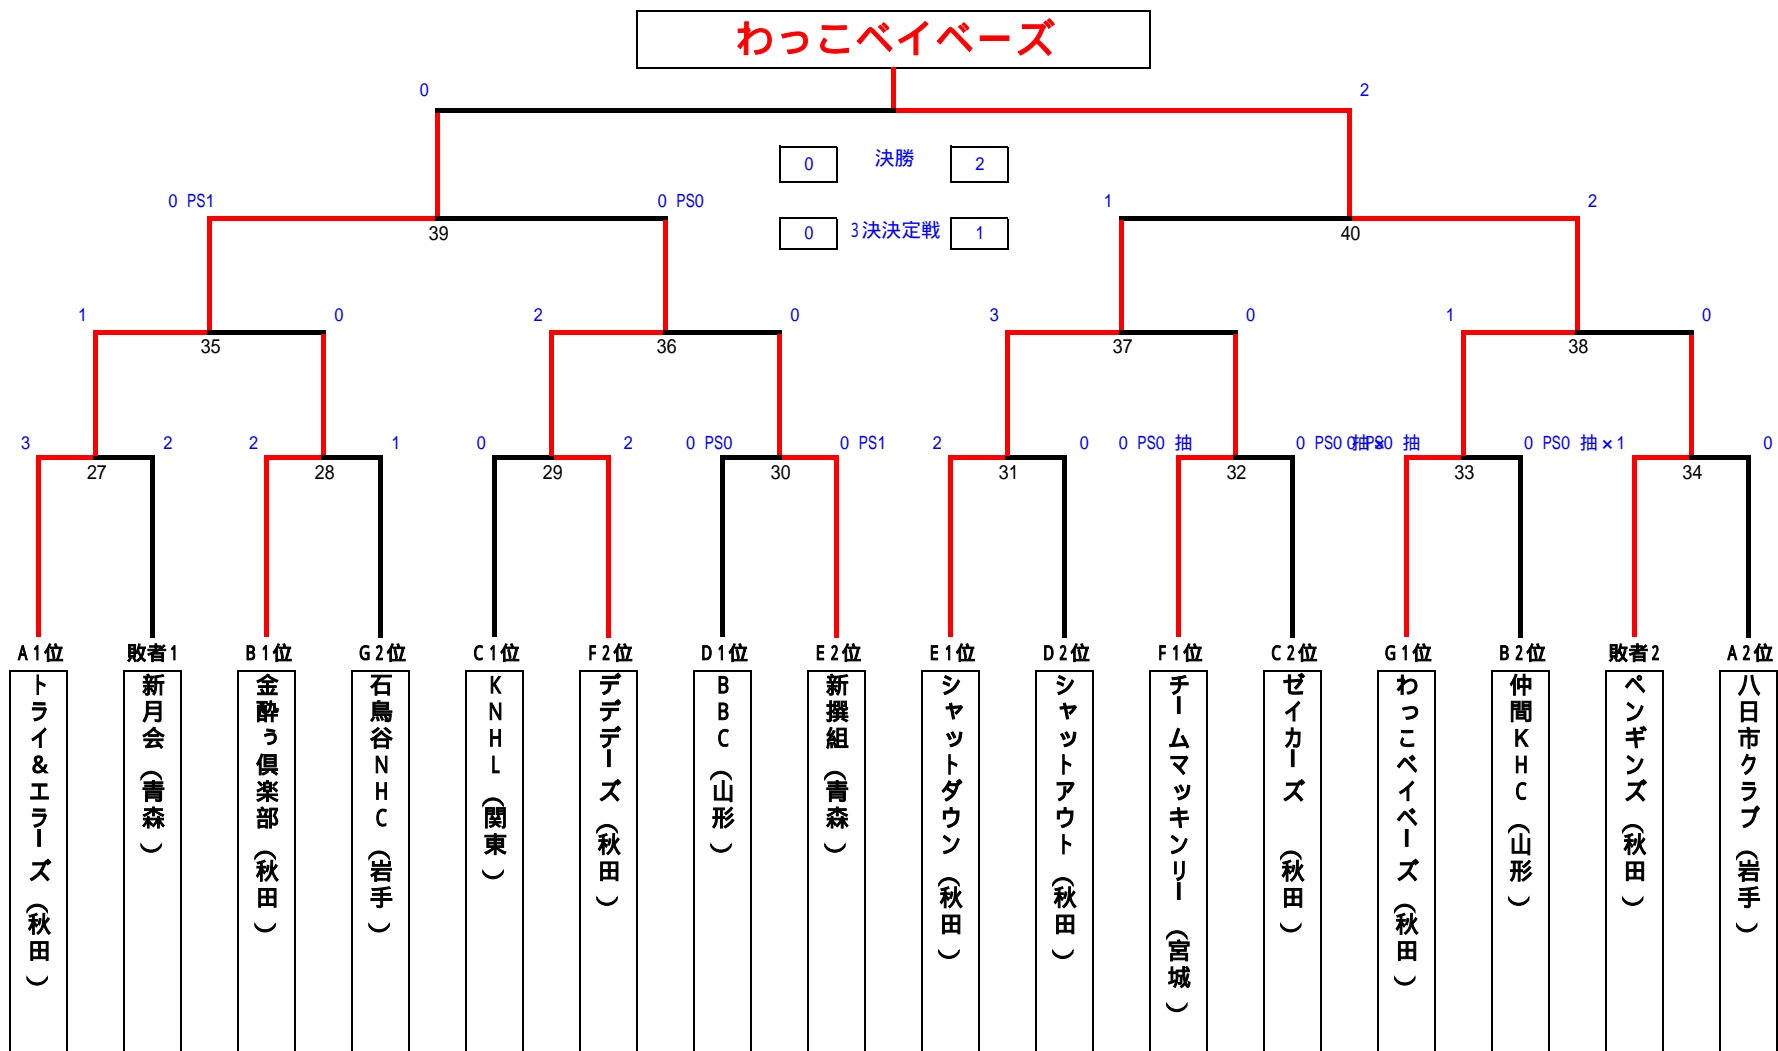 わっこベイベーズ
0 2
0 決勝 2
0 PS1 0 PS0 1 2
0 3決決定戦 1
39 40
1 0 2 0 3 0 1 0
35 36 37 38
3 2 2 1 0 2 0 PS0 0 PS1 2 0 0 PS0 抽 0 PS0 抽× 0 PS0 抽 0 PS0 抽× 1 0
27 28 29 30 31 32 33 34
A1位 敗者1 B1位 G2位 C1位 F2位 D1位 E2位 E1位 D2位 F1位 C2位 G1位 B2位 敗者2 A2位
トライ&エラーズ(秋田)
新月会(青森)
金酔ぅ倶楽部(秋田)
石鳥谷NHC(岩手)
KNHL(関東)
デデデーズ(秋田)
BBC(山形)
新撰組(青森)
シャットダウン(秋田)
シャットアウト(秋田)
チームマッキンリー(宮城)
ゼイカーズ(秋田)
わっこベイベーズ(秋田)
仲間KHC(山形)
ペンギンズ(秋田)
八日市クラブ(岩手)